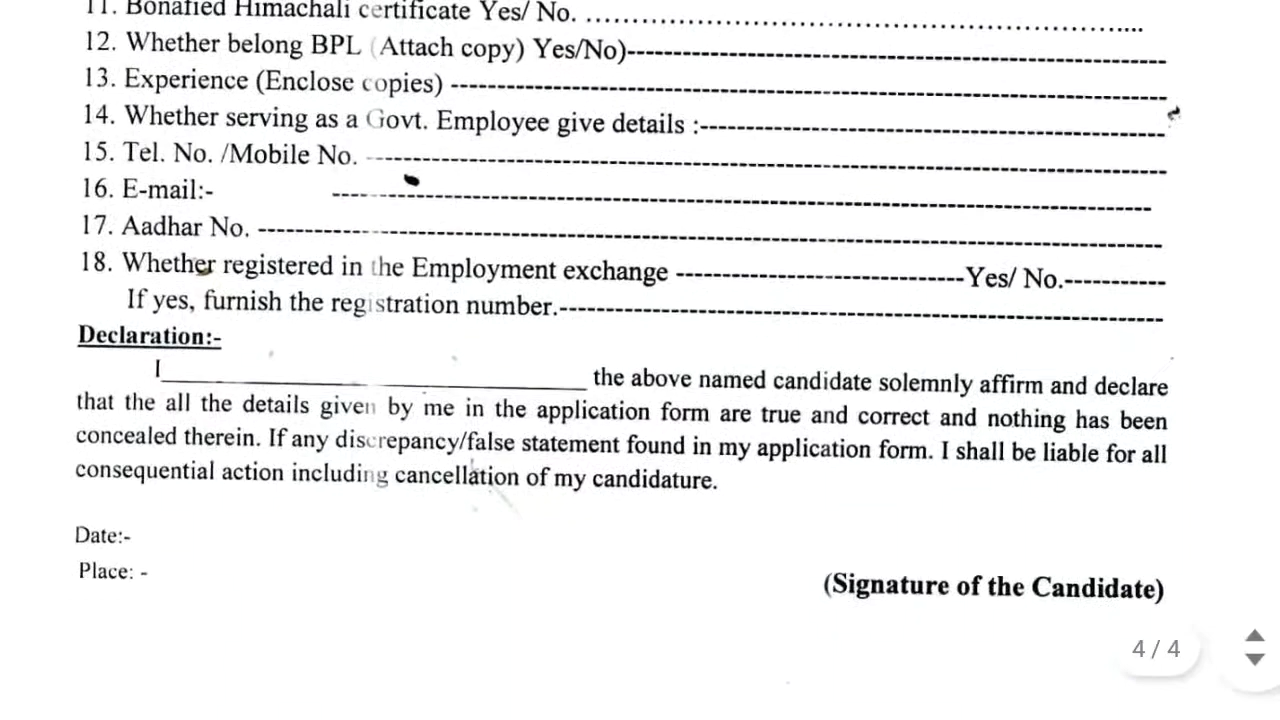 11. Bonafied Himachali certificate Yes/ No. ........................................................................
12. Whether belong BPL (Attach copy) Yes/No)----------------------------------------------------------------
13. Experience (Enclose copies) ----------------------------------------------------------------
14. Whether serving as a Govt. Employee give details :--------------------------------------------------
15. Tel. No. /Mobile No. ----------------------------------------------------------------
16. E-mail:- ----------------------------------------------------------------
17. Aadhar No. ----------------------------------------------------------------
18. Whether registered in the Employment exchange -------------------------------Yes/ No.-----------
If yes, furnish the registration number.----------------------------------------------------------------
Declaration:-
I________________________________ the above named candidate solemnly affirm and declare
that the all the details given by me in the application form are true and correct and nothing has been
concealed therein. If any discrepancy/false statement found in my application form. I shall be liable for all
consequential action including cancellation of my candidature.
Date:-
Place: -
(Signature of the Candidate)
4 / 4